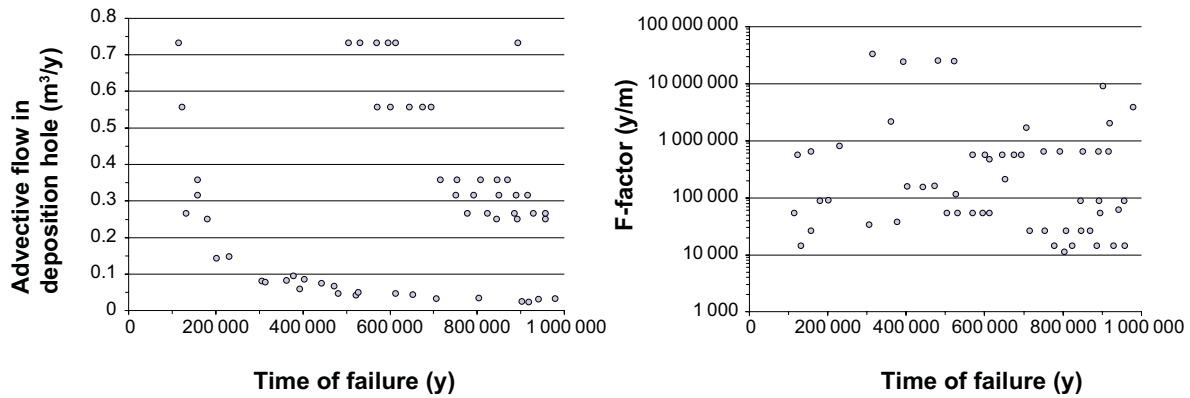 Advective flow in
deposition hole (m³/y)
0.8
0.7
0.6
0.5
0.4
0.3
0.2
0.1
0
0
200 000
400 000
600 000
800 000
1 000 000
Time of failure (y)
F-factor (y/m)
100 000 000
10 000 000
1 000 000
100 000
10 000
1 000
0
200 000
400 000
600 000
800 000
1 000 000
Time of failure (y)